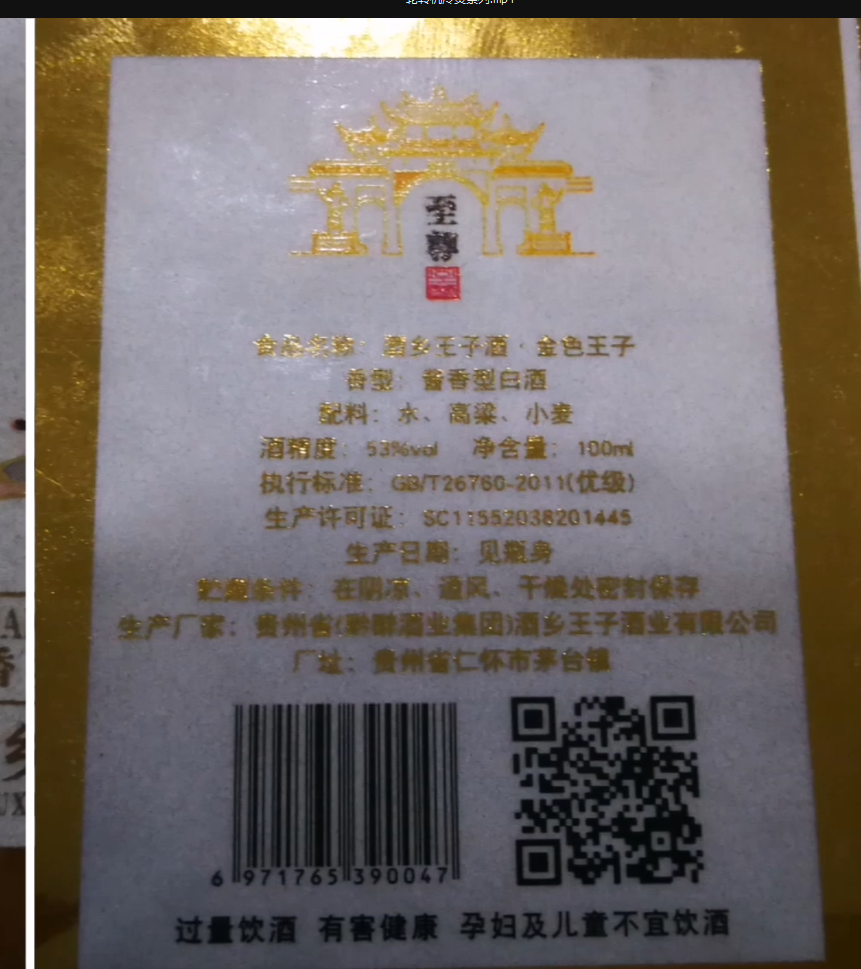 至尊
食品名称：酒乡王子酒·金色王子
香型：酱香型白酒
配料：水、高粱、小麦
酒精度：53%vol 净含量：100ml
执行标准：GB/T26760-2011(优级)
生产许可证：SC11552038201445
生产日期：见瓶身
贮藏条件：在阴凉、通风、干燥处密封保存
生产厂家：贵州省(黔醉酒业集团)酒乡王子酒业有限公司
厂址：贵州省仁怀市茅台镇
6 971765 390047
过量饮酒 有害健康 孕妇及儿童不宜饮酒